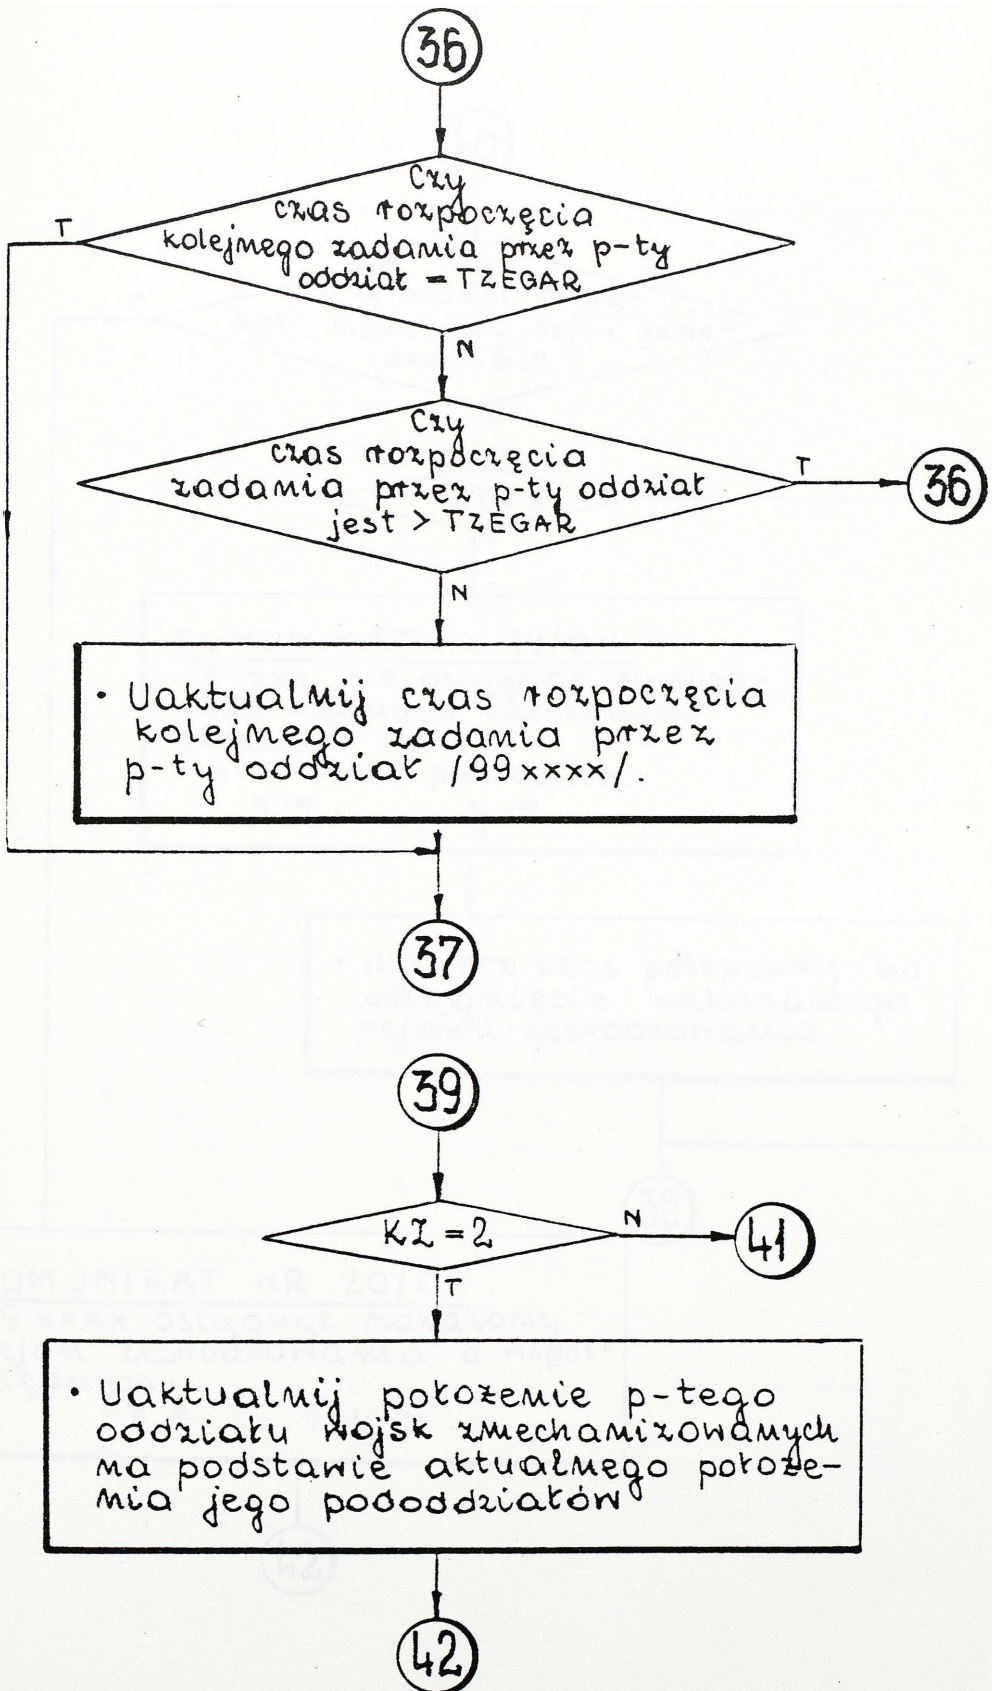 36
Czy
czas rozpoczęcia
kolejnego zadania przez p-ty
oddział = TZEGAR
T
N
Czy
czas rozpoczęcia
zadania przez p-ty oddział
jest > TZEGAR
T
36
N
• Uaktualnij czas rozpoczęcia
kolejnego zadania przez
p-ty oddział /99xxxx/.
37
39
KZ = 2
N
41
T
• Uaktualnij położenie p-tego
oddziału wojsk zmechanizowanych
na podstawie aktualnego położe-
nia jego pododdziałów
42